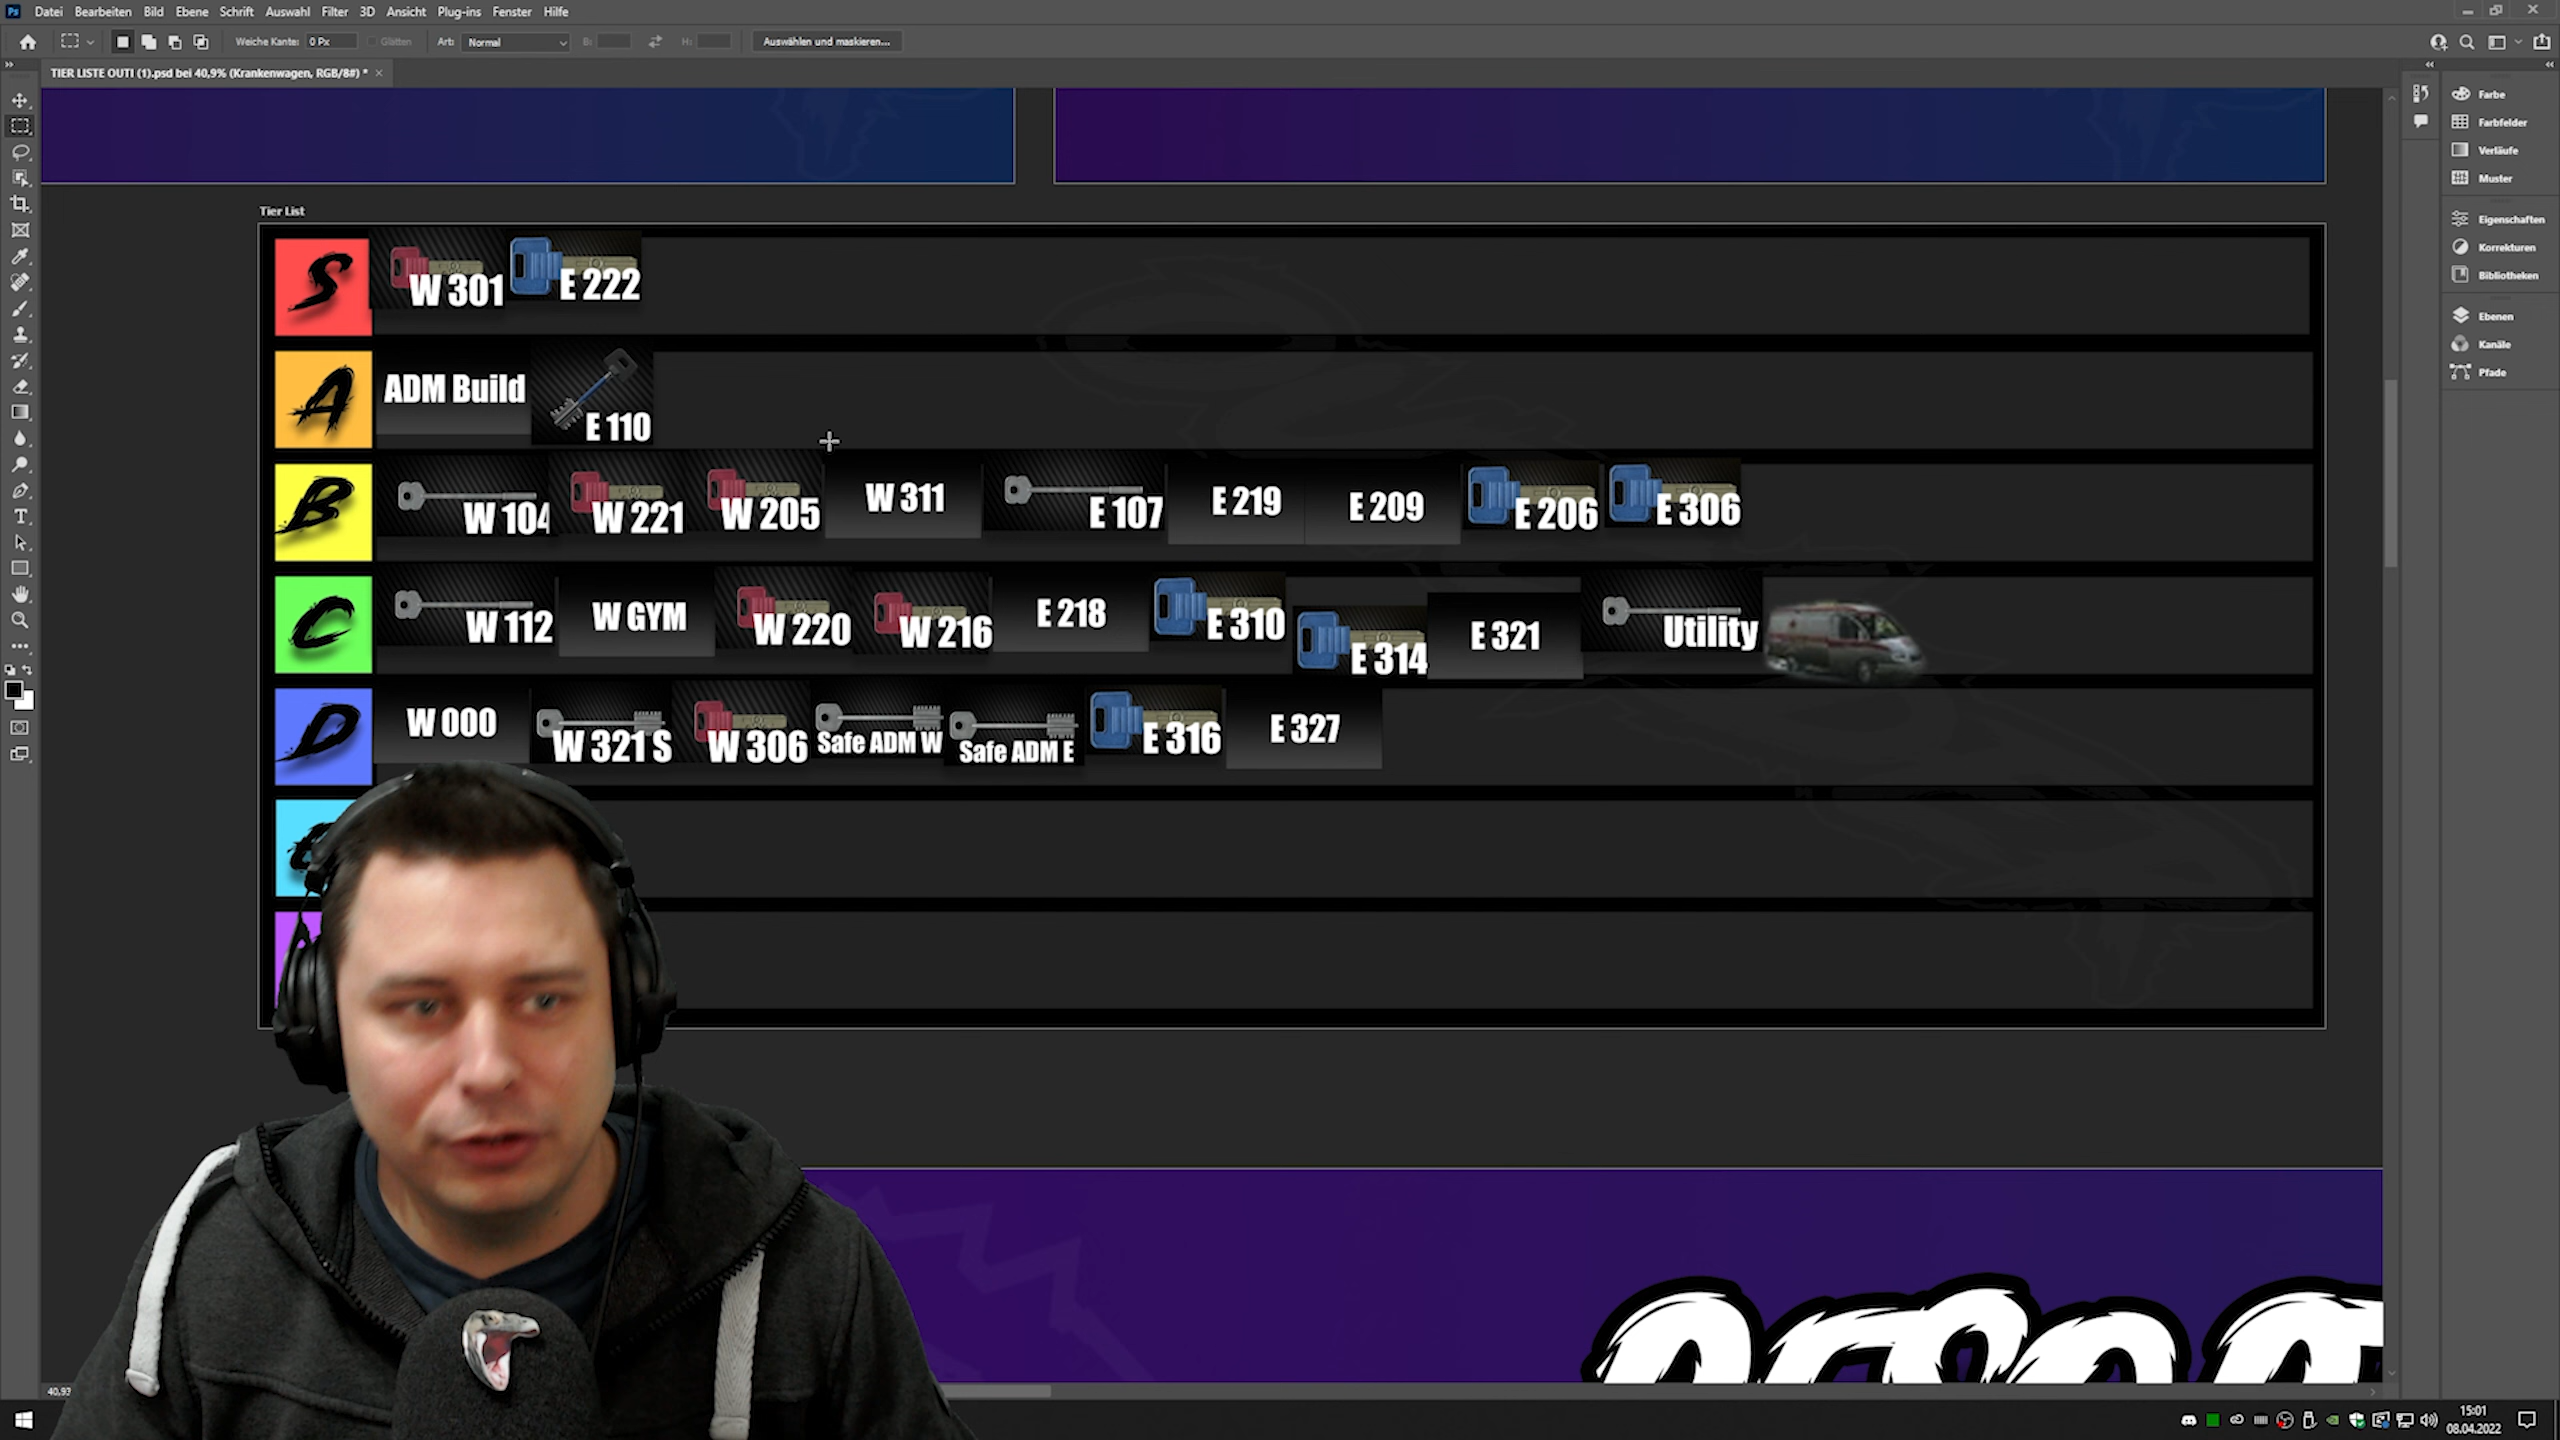 Ps Datei Bearbeiten Bild Ebene Schrift Auswahl Filter 3D Ansicht Plug-ins Fenster Hilfe
Weiche Kante: 0 Px Glätten Art: Normal B: H: Auswählen und maskieren...
TIER LISTE OUTI (1).psd bei 40,9% (Krankenwagen, RGB/8#) * ×
Farbe
Farbfelder
Verläufe
Muster
Eigenschaften
Korrekturen
Bibliotheken
Ebenen
Kanäle
Pfade
Tier List
S W 301 E 222
A ADM Build E 110
B W 104 W 221 W 205 W 311 E 107 E 219 E 209 E 206 E 306
C W 112 W GYM W 220 W 216 E 218 E 310 E 314 E 321 Utility
D W 000 W 321 S W 306 Safe ADM W Safe ADM E E 316 E 327
40,93
15:01
08.04.2022